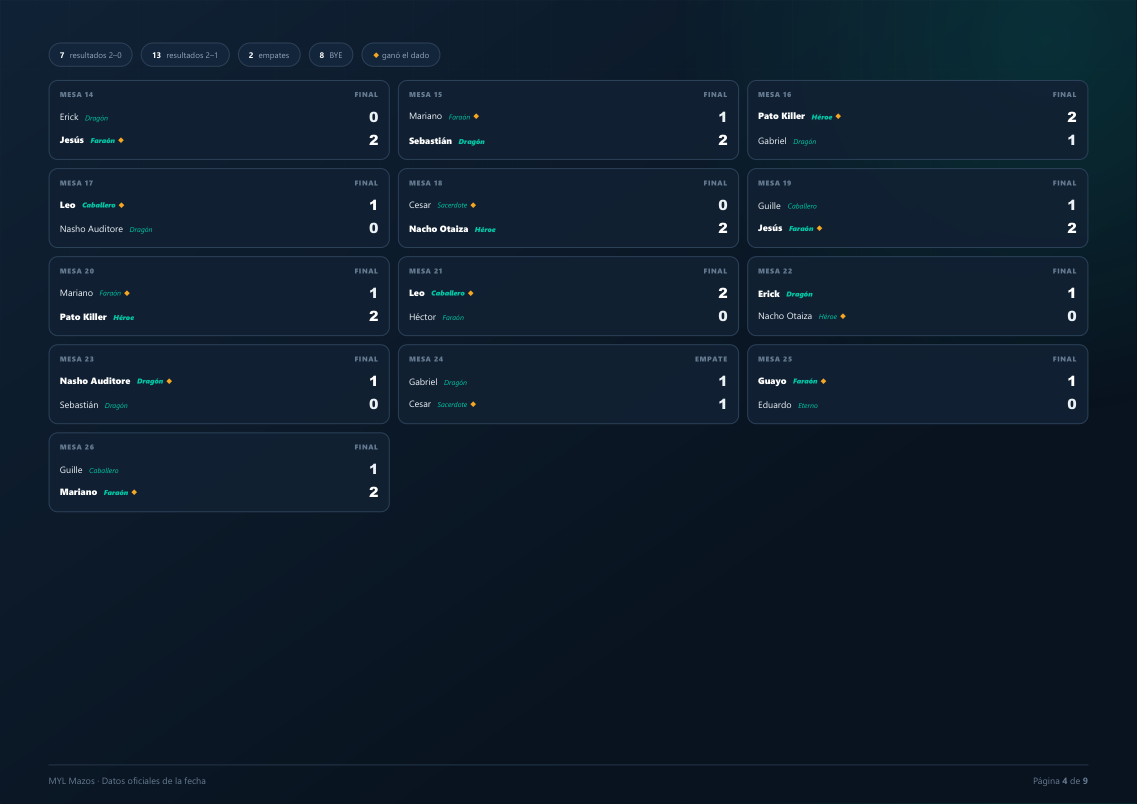 7 resultados 2–0 13 resultados 2–1 2 empates 8 BYE ◆ ganó el dado
MESA 14 FINAL
Erick Dragón 0
Jesús Faraón ◆ 2
MESA 15 FINAL
Mariano Faraón ◆ 1
Sebastián Dragón 2
MESA 16 FINAL
Pato Killer Héroe ◆ 2
Gabriel Dragón 1
MESA 17 FINAL
Leo Caballero ◆ 1
Nasho Auditore Dragón 0
MESA 18 FINAL
Cesar Sacerdote ◆ 0
Nacho Otaiza Héroe 2
MESA 19 FINAL
Guille Caballero 1
Jesús Faraón ◆ 2
MESA 20 FINAL
Mariano Faraón ◆ 1
Pato Killer Héroe 2
MESA 21 FINAL
Leo Caballero ◆ 2
Héctor Faraón 0
MESA 22 FINAL
Erick Dragón 1
Nacho Otaiza Héroe ◆ 0
MESA 23 FINAL
Nasho Auditore Dragón ◆ 1
Sebastián Dragón 0
MESA 24 EMPATE
Gabriel Dragón 1
Cesar Sacerdote ◆ 1
MESA 25 FINAL
Guayo Faraón ◆ 1
Eduardo Eterno 0
MESA 26 FINAL
Guille Caballero 1
Mariano Faraón ◆ 2
MYL Mazos · Datos oficiales de la fecha Página 4 de 9